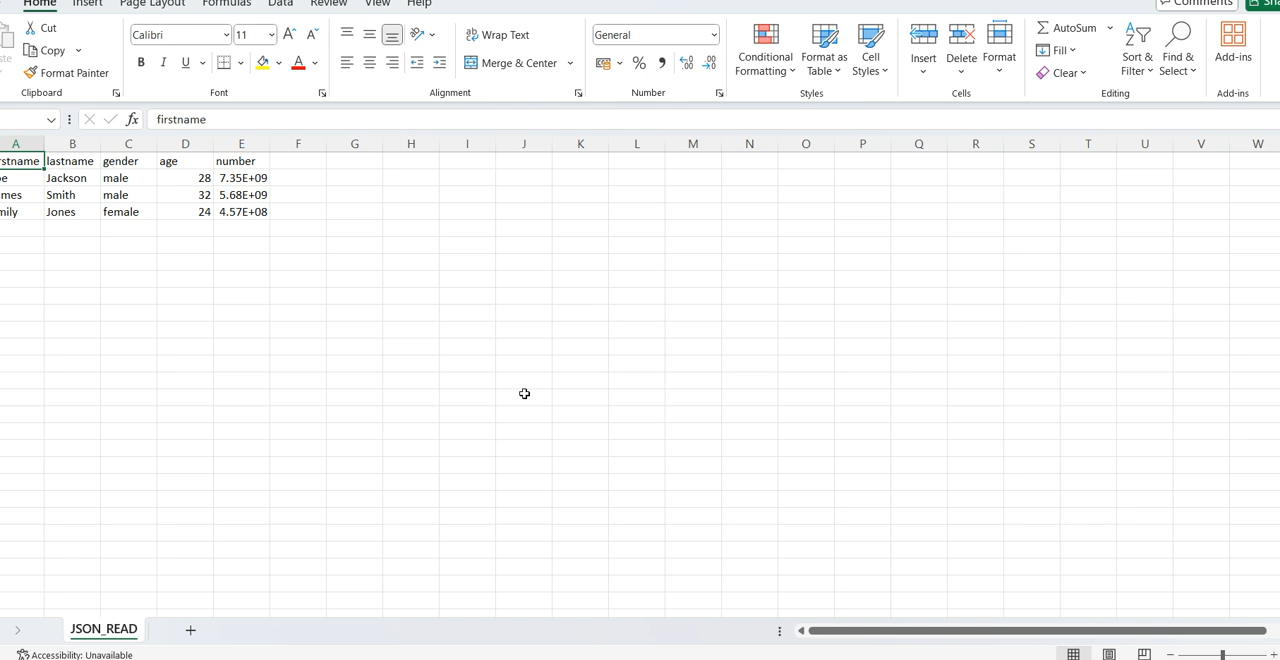 Home Insert Page Layout Formulas Data Review View Help Comments
Cut
Copy
Format Painter
Clipboard
Calibri 11
B I U A
Font
Wrap Text
Merge & Center
Alignment
General
%
Number
Conditional Formatting
Format as Table
Cell Styles
Styles
Insert
Delete
Format
Cells
AutoSum
Fill
Clear
Sort & Filter
Find & Select
Editing
Add-ins
Add-ins
fx firstname
A B C D E F G H I J K L M N O P Q R S T U V W
rstname lastname gender age number
Jackson male 28 7.35E+09
mes Smith male 32 5.68E+09
mily Jones female 24 4.57E+08
JSON_READ
Accessibility: Unavailable